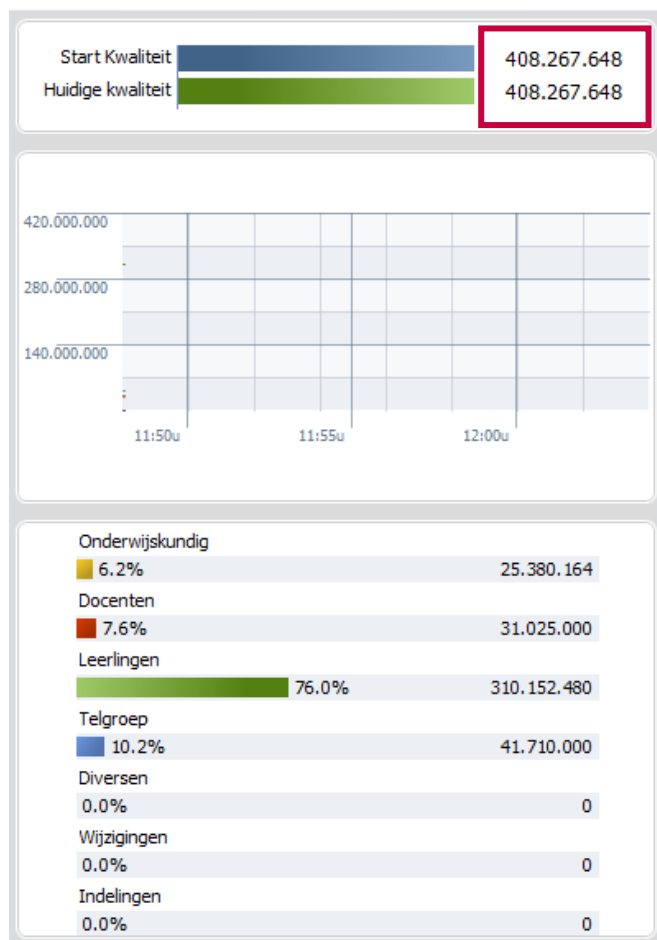 Start Kwaliteit 408.267.648
Huidige kwaliteit 408.267.648
420.000.000
280.000.000
140.000.000
11:50u 11:55u 12:00u
Onderwijskundig
6.2% 25.380.164
Docenten
7.6% 31.025.000
Leerlingen
76.0% 310.152.480
Telgroep
10.2% 41.710.000
Diversen
0.0% 0
Wijzigingen
0.0% 0
Indelingen
0.0% 0